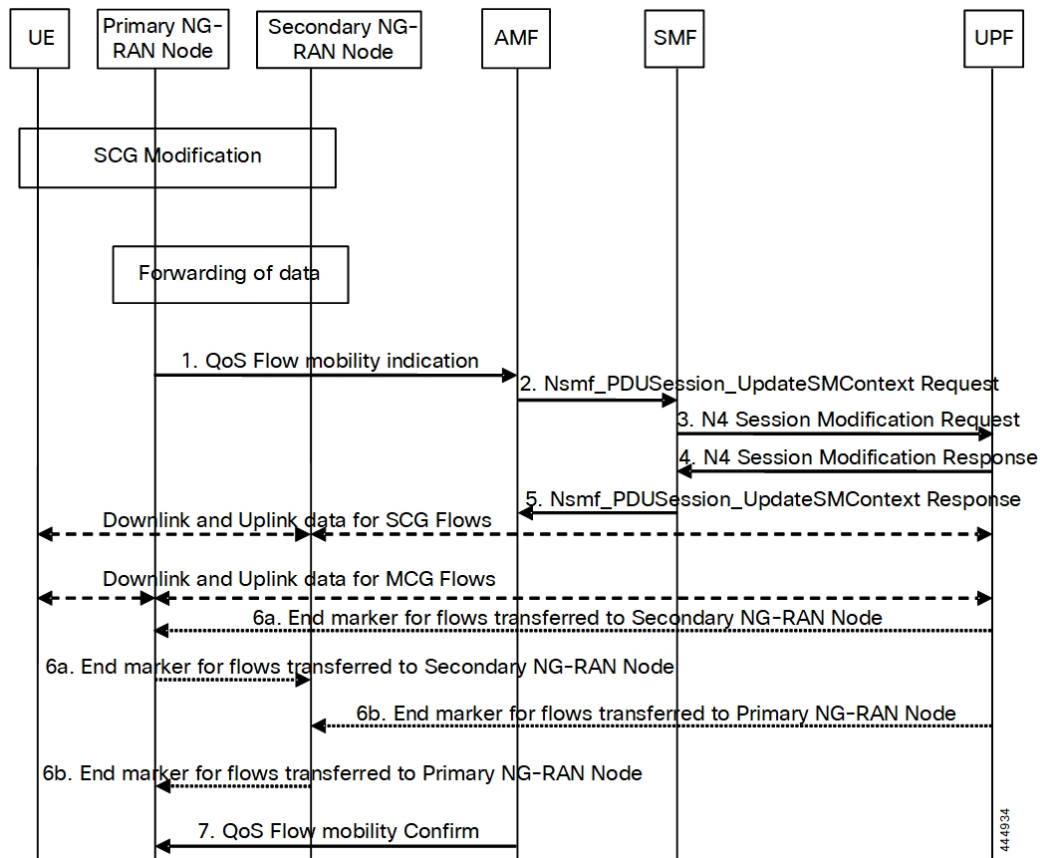 UE
Primary NG-
RAN Node
Secondary NG-
RAN Node
AMF
SMF
UPF
SCG Modification
Forwarding of data
1. QoS Flow mobility indication
2. Nsmf_PDUSession_UpdateSMContext Request
3. N4 Session Modification Request
4. N4 Session Modification Response
5. Nsmf_PDUSession_UpdateSMContext Response
Downlink and Uplink data for SCG Flows
Downlink and Uplink data for MCG Flows
6a. End marker for flows transferred to Secondary NG-RAN Node
6a. End marker for flows transferred to Secondary NG-RAN Node
6b. End marker for flows transferred to Primary NG-RAN Node
6b. End marker for flows transferred to Primary NG-RAN Node
7. QoS Flow mobility Confirm
444934